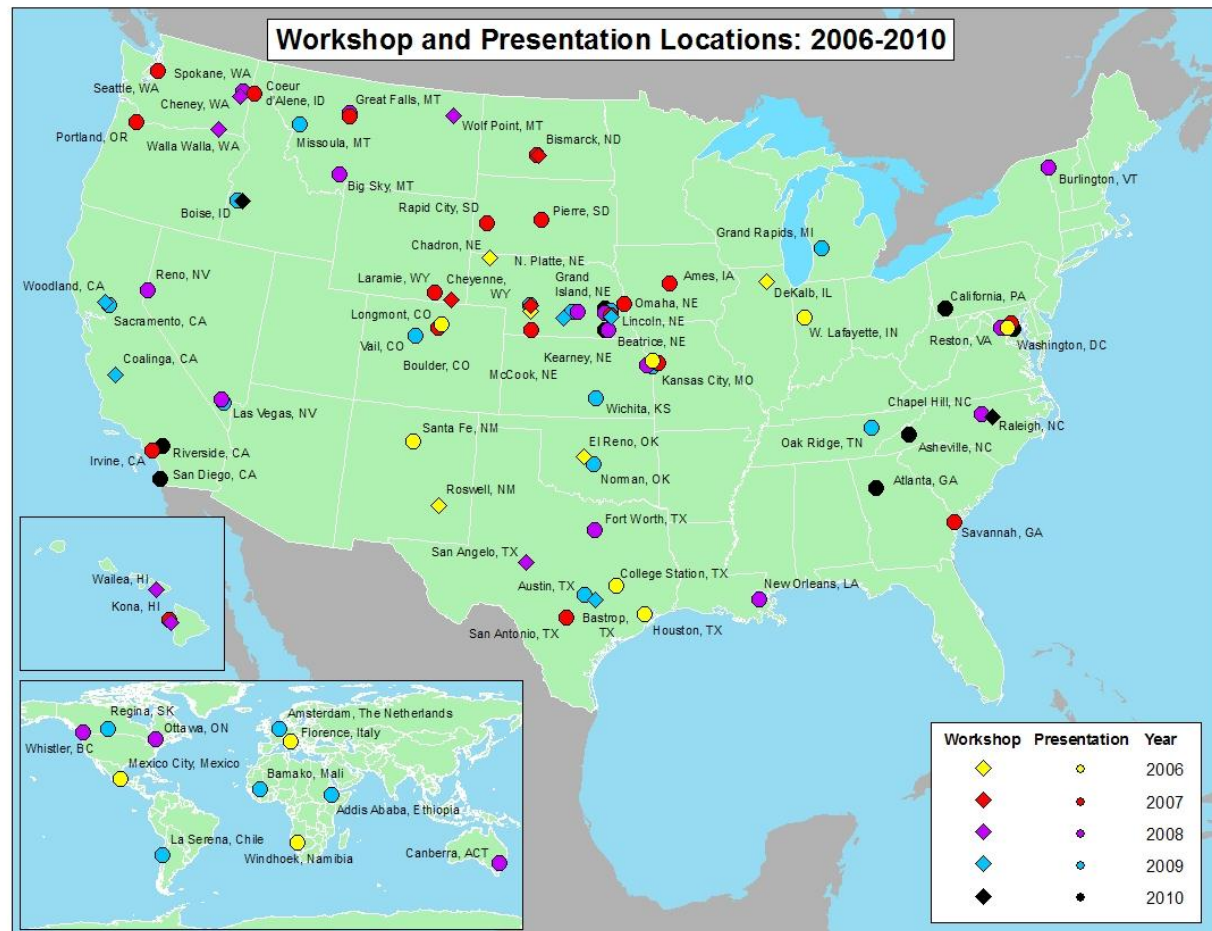 Workshop and Presentation Locations: 2006-2010
Seattle, WA
Spokane, WA
Cheney, WA
Coeur
d'Alene, ID
Great Falls, MT
Wolf Point, MT
Portland, OR
Walla Walla, WA
Missoula, MT
Bismarck, ND
Big Sky, MT
Burlington, VT
Boise, ID
Rapid City, SD
Pierre, SD
Grand Rapids, MI
Chadron, NE
N. Platte, NE
Reno, NV
Woodland, CA
Laramie, WY
Cheyenne,
WY
Grand
Island, NE
Ames, IA
DeKalb, IL
California, PA
Sacramento, CA
Longmont, CO
Omaha, NE
Lincoln, NE
W. Lafayette, IN
Reston, VA
Washington, DC
Vail, CO
Beatrice, NE
Coalinga, CA
Boulder, CO
Kearney, NE
McCook, NE
Kansas City, MO
Las Vegas, NV
Wichita, KS
Chapel Hill, NC
Raleigh, NC
Santa Fe, NM
El Reno, OK
Oak Ridge, TN
Asheville, NC
Irvine, CA
Riverside, CA
San Diego, CA
Norman, OK
Atlanta, GA
Roswell, NM
Fort Worth, TX
Savannah, GA
San Angelo, TX
College Station, TX
Austin, TX
New Orleans, LA
Bastrop,
TX
San Antonio, TX
Houston, TX
Wailea, HI
Kona, HI
Regina, SK
Amsterdam, The Netherlands
Ottawa, ON
Florence, Italy
Whistler, BC
Mexico City, Mexico
Bamako, Mali
Addis Ababa, Ethiopia
La Serena, Chile
Windhoek, Namibia
Canberra, ACT
Workshop Presentation Year
2006
2007
2008
2009
2010